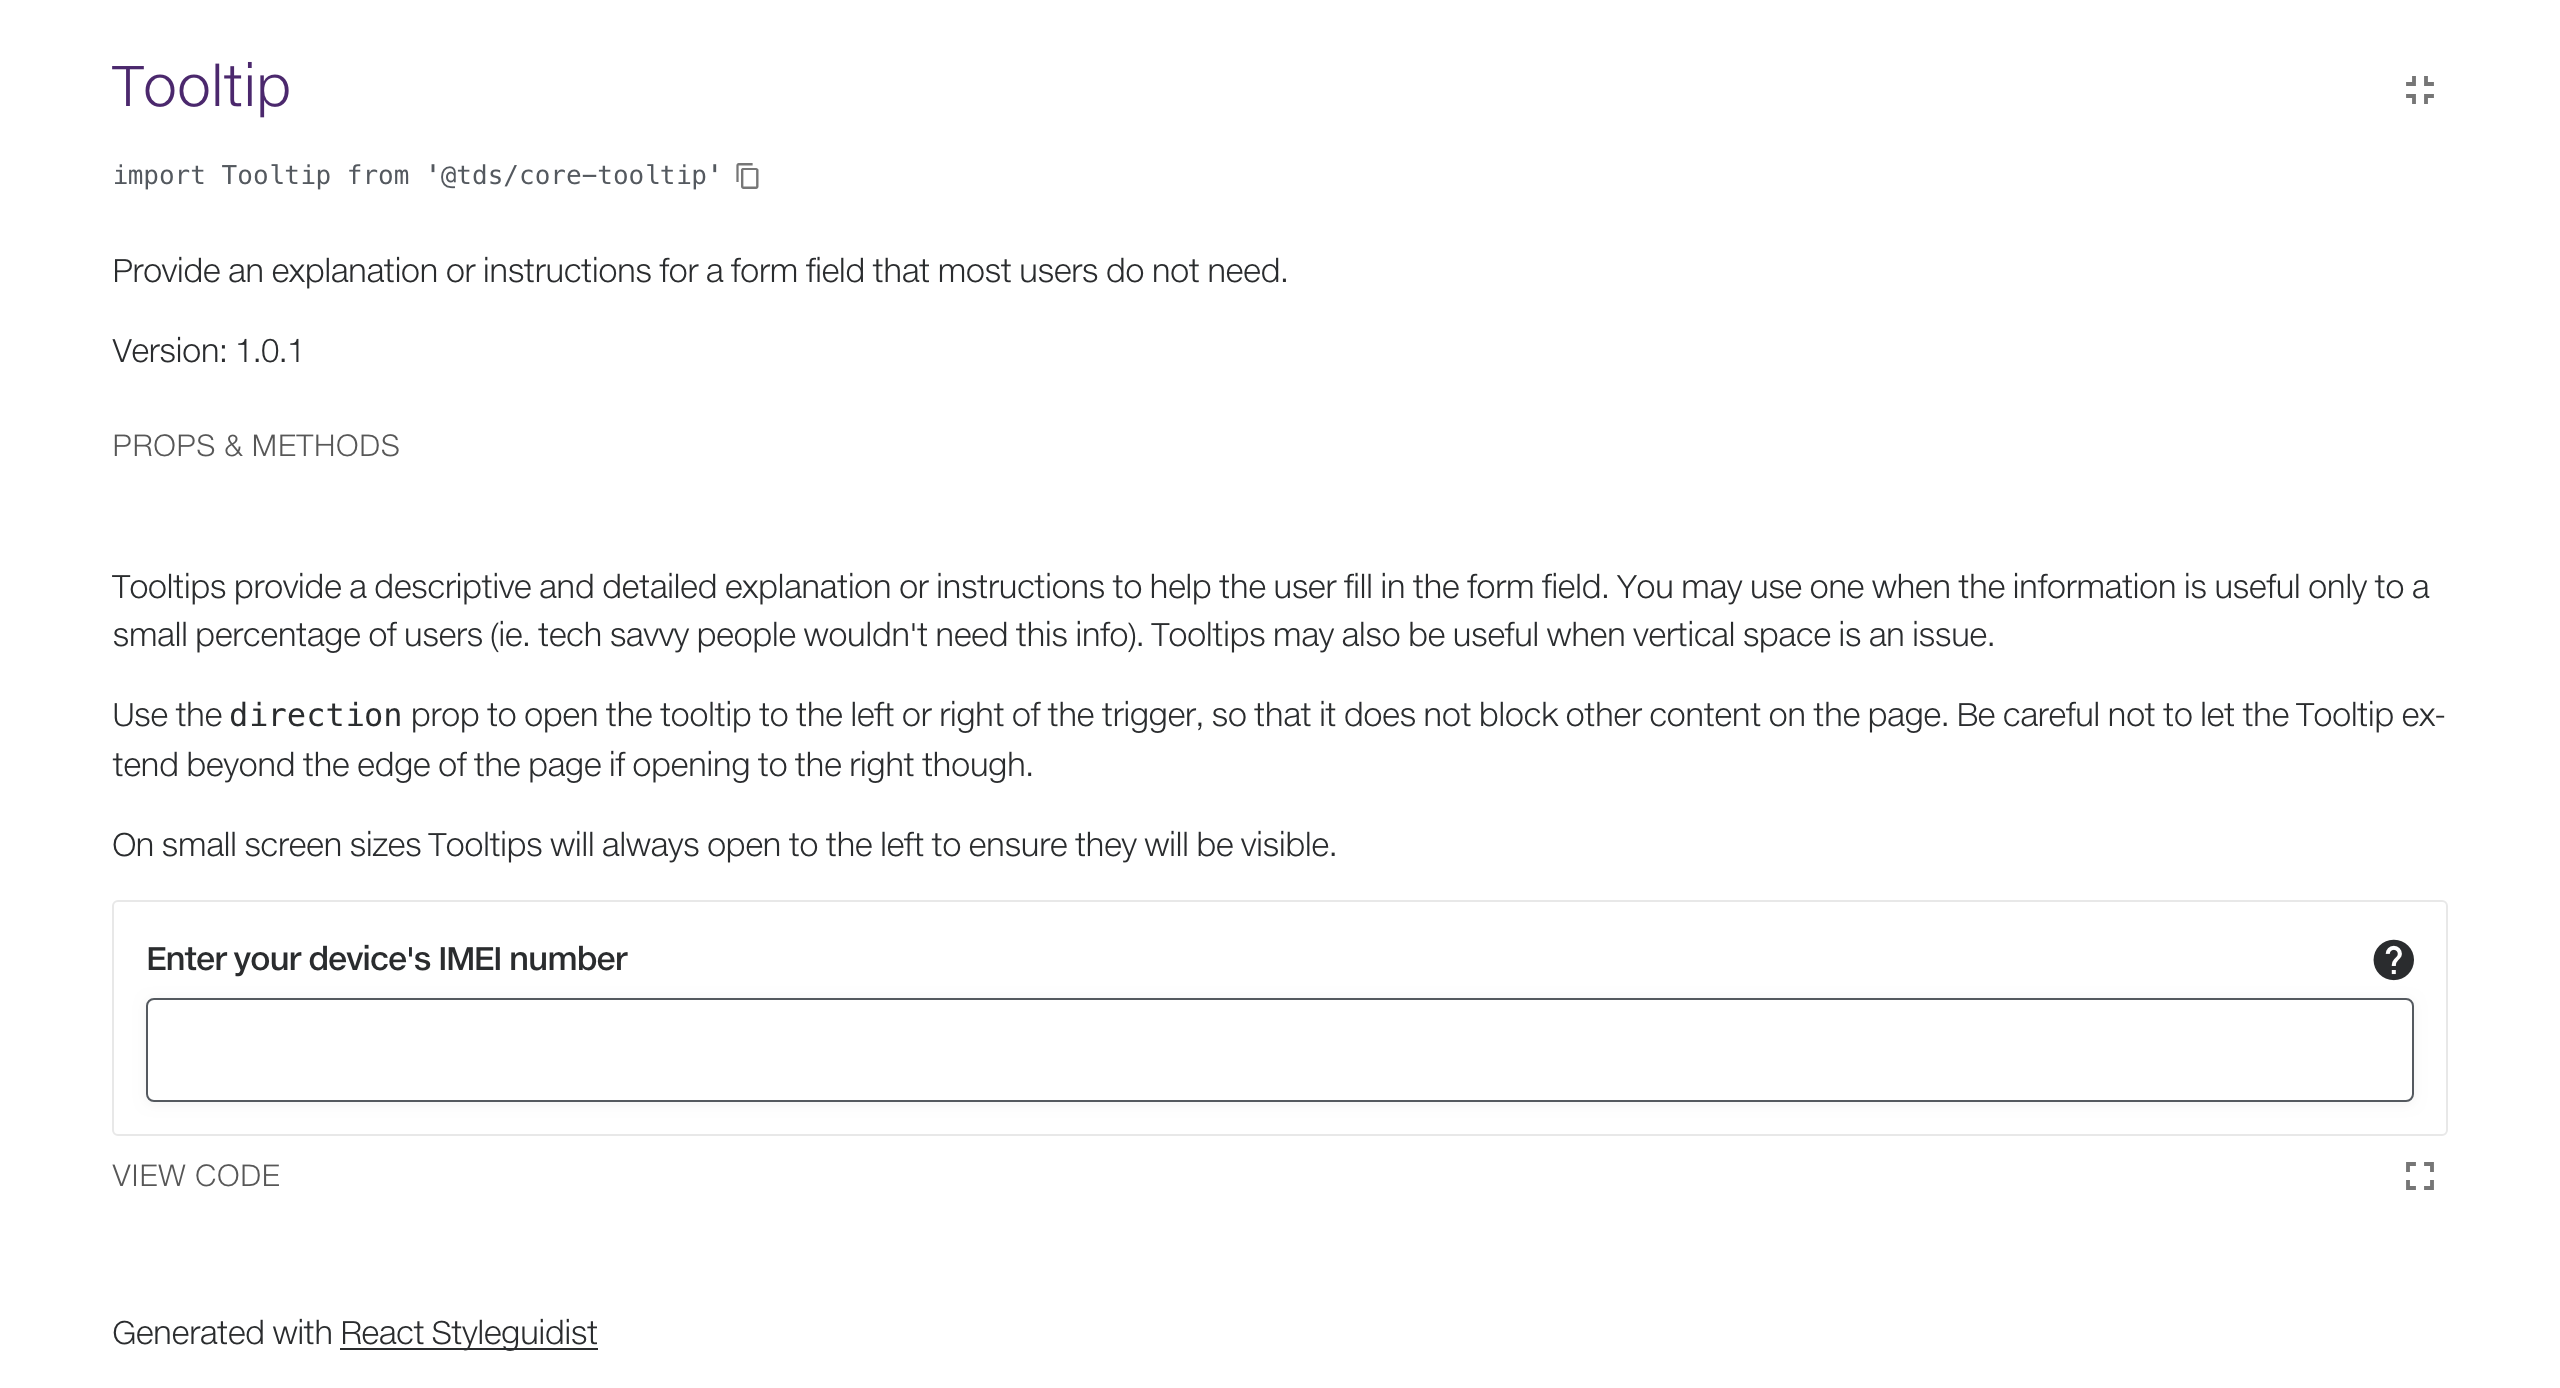 Tooltip
import Tooltip from '@tds/core-tooltip'
Provide an explanation or instructions for a form field that most users do not need.
Version: 1.0.1
PROPS & METHODS
Tooltips provide a descriptive and detailed explanation or instructions to help the user fill in the form field. You may use one when the information is useful only to a
small percentage of users (ie. tech savvy people wouldn't need this info). Tooltips may also be useful when vertical space is an issue.
Use the direction prop to open the tooltip to the left or right of the trigger, so that it does not block other content on the page. Be careful not to let the Tooltip ex-
tend beyond the edge of the page if opening to the right though.
On small screen sizes Tooltips will always open to the left to ensure they will be visible.
Enter your device's IMEI number
?
VIEW CODE
Generated with React Styleguidist